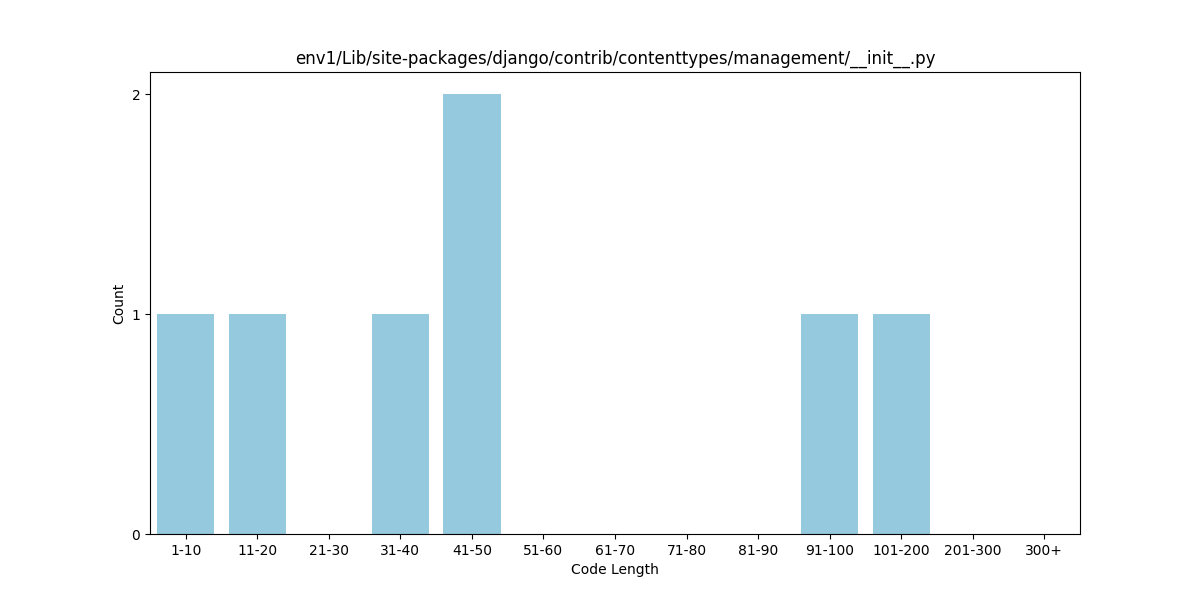 env1/Lib/site-packages/django/contrib/contenttypes/management/__init__.py
Count
2
1
0
1-10 11-20 21-30 31-40 41-50 51-60 61-70 71-80 81-90 91-100 101-200 201-300 300+
Code Length